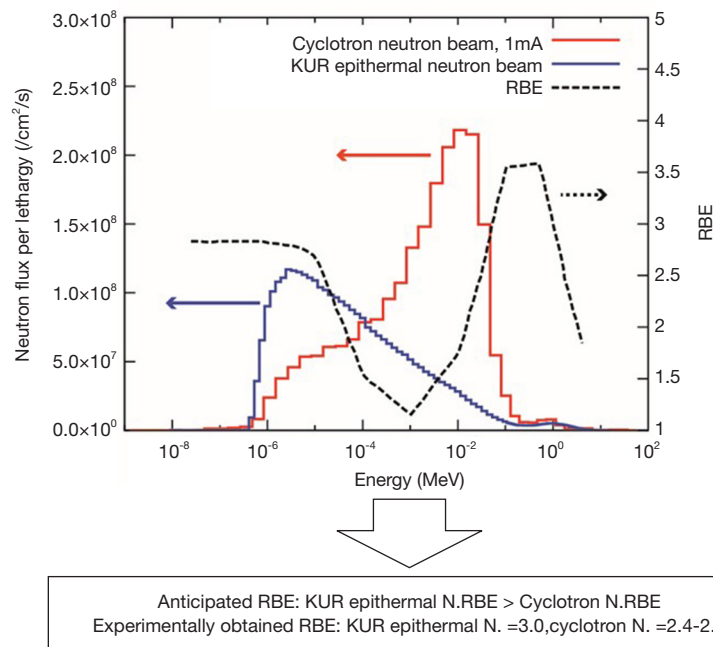 3.0×10⁸
2.5×10⁸
2.0×10⁸
1.5×10⁸
1.0×10⁸
5.0×10⁷
0.0×10⁰
Neutron flux per lethargy (/cm²/s)
Cyclotron neutron beam, 1mA
KUR epithermal neutron beam
RBE
5
4.5
4
3.5
3
2.5
2
1.5
1
RBE
10⁻⁸ 10⁻⁶ 10⁻⁴ 10⁻² 10⁰ 10²
Energy (MeV)
Anticipated RBE: KUR epithermal N.RBE > Cyclotron N.RBE
Experimentally obtained RBE: KUR epithermal N. =3.0,cyclotron N. =2.4-2.